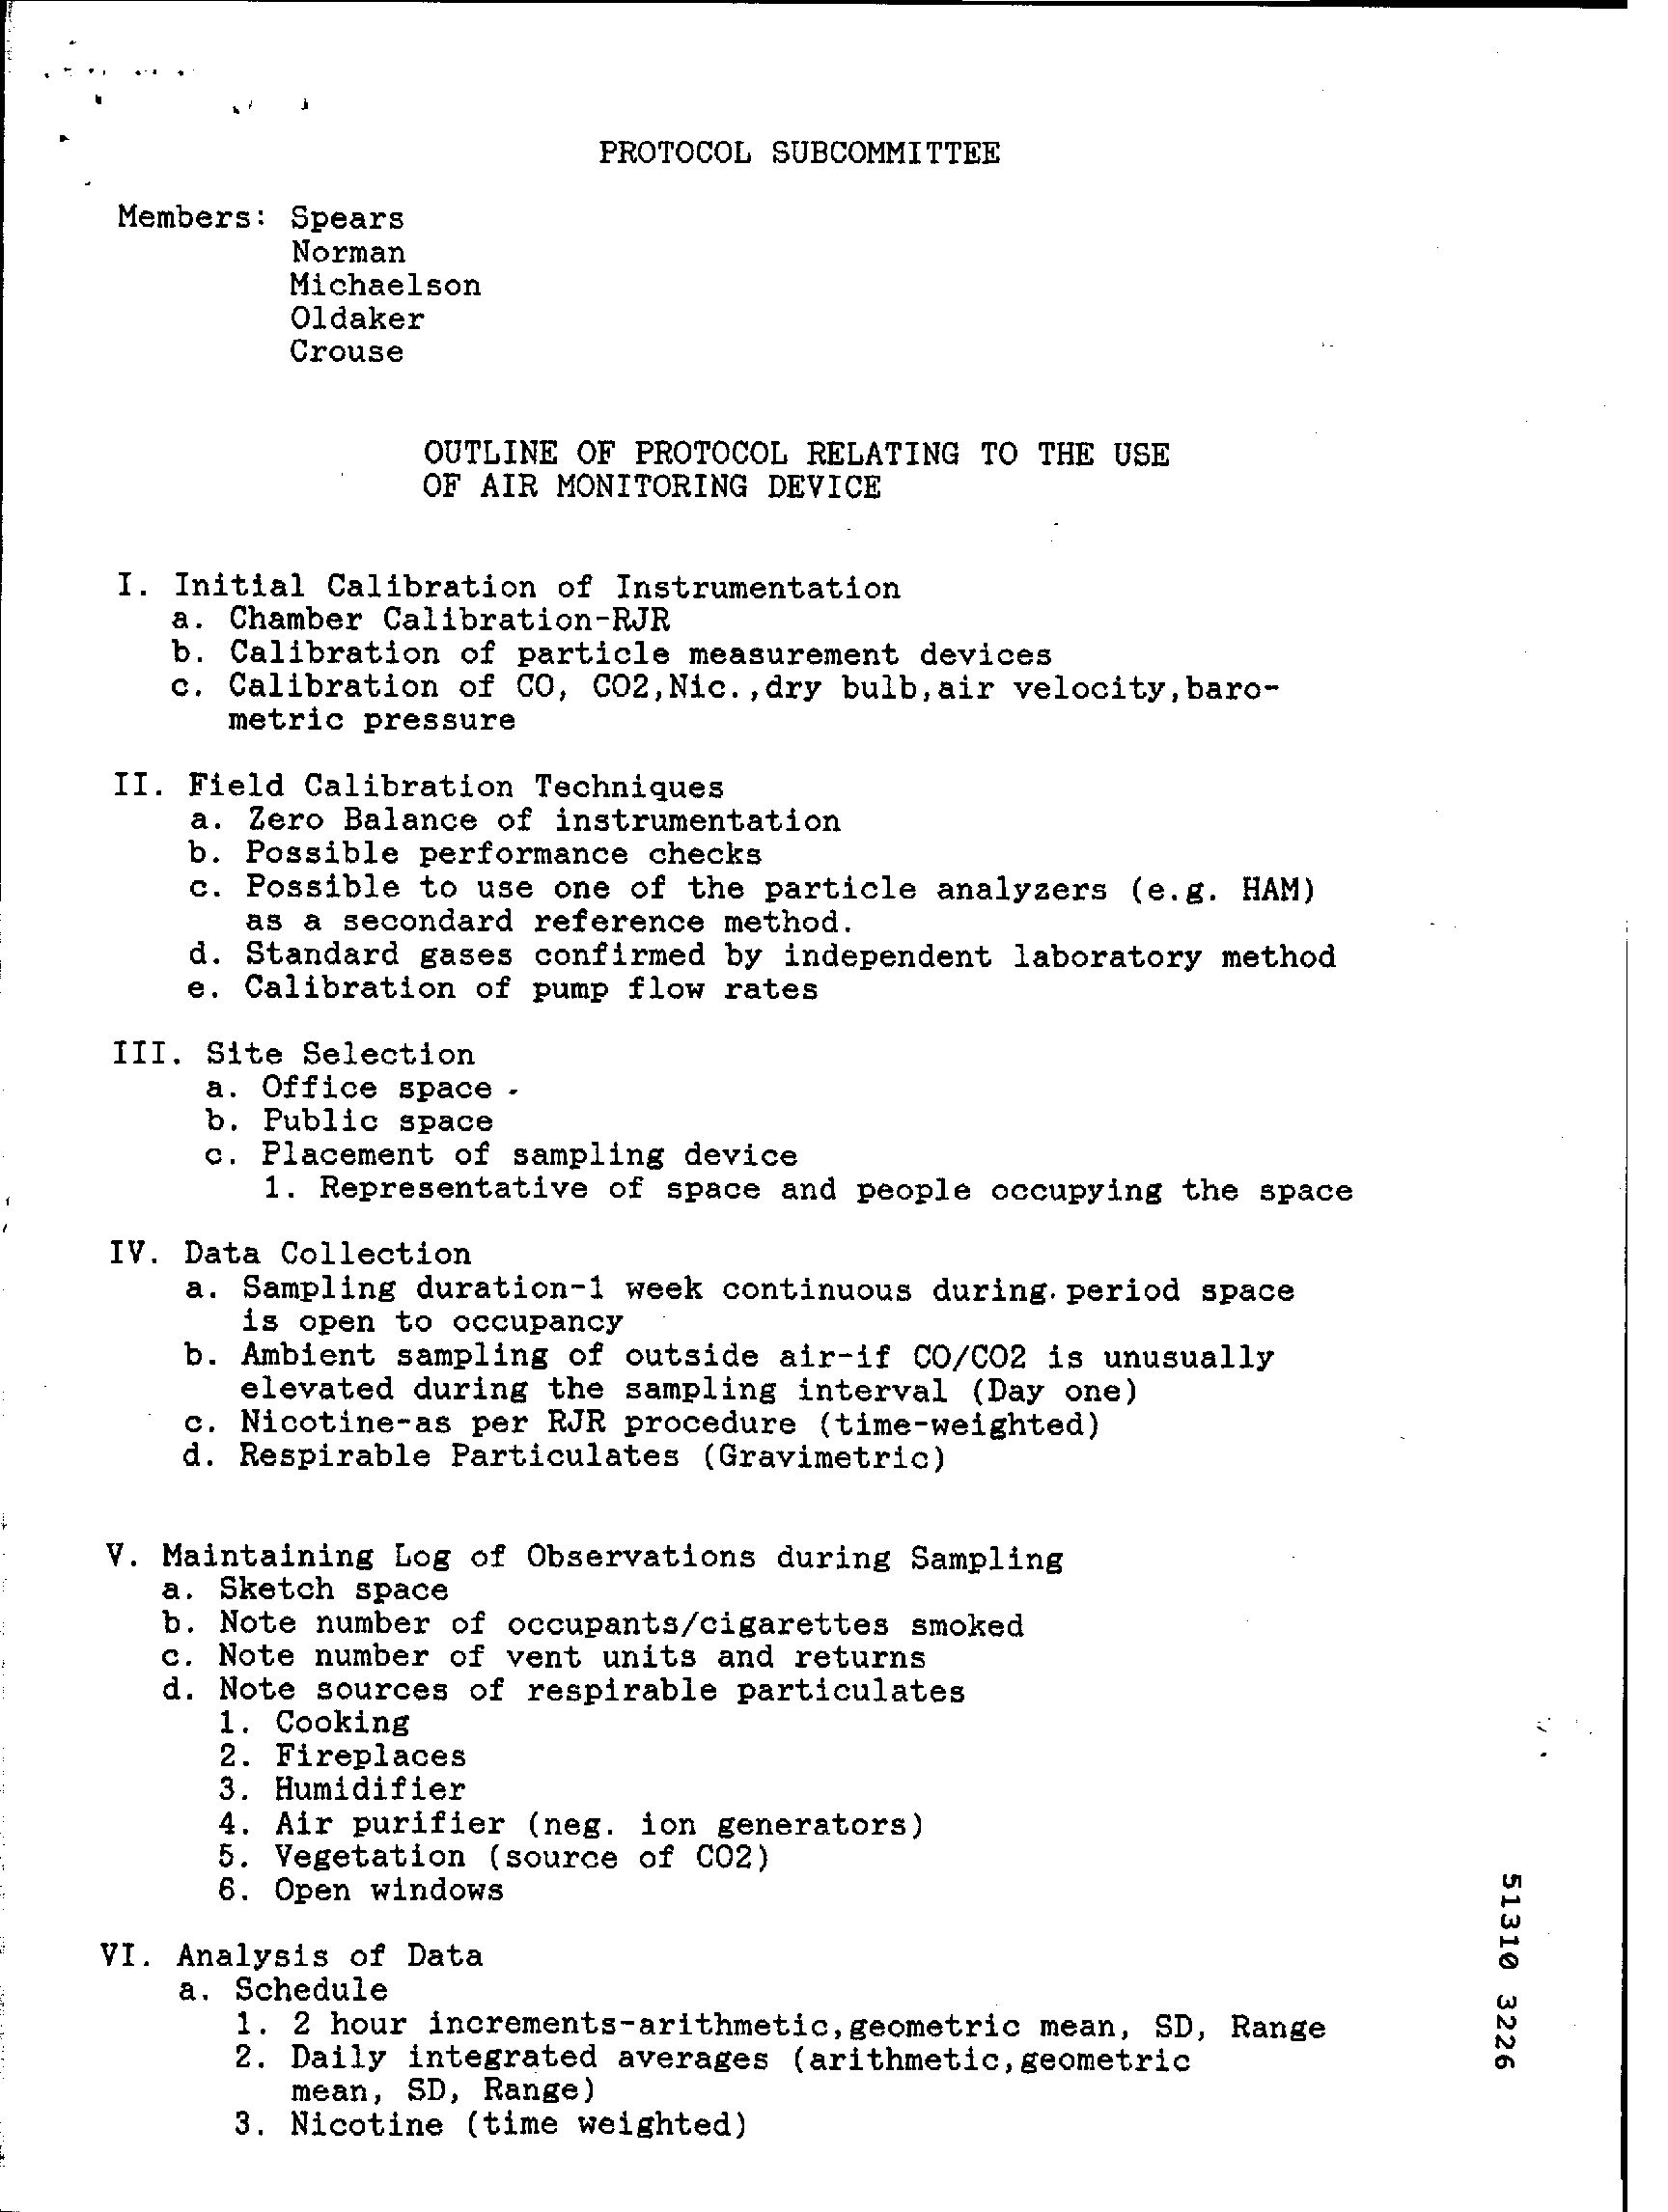 PROTOCOL SUBCOMMITTEE
Members: Spears
Norman
Michaelson
Oldaker
Crouse
OUTLINE OF PROTOCOL RELATING TO THE USE
OF AIR MONITORING DEVICE
I. Initial Calibration of Instrumentation
a. Chamber Calibration-RJR
b. Calibration of particle measurement devices
c. Calibration of CO, CO2,Nic.,dry bulb,air velocity,baro-
metric pressure
II. Field Calibration Techniques
a. Zero Balance of instrumentation
b. Possible performance checks
c. Possible to use one of the particle analyzers (e.g. HAM)
as a secondard reference method.
d. Standard gases confirmed by independent laboratory method
e. Calibration of pump flow rates
III. Site Selection
a. Office space
b. Public space
c. Placement of sampling device
1. Representative of space and people occupying the space
IV. Data Collection
a. Sampling duration-1 week continuous during period space
is open to occupancy
b. Ambient sampling of outside air-if CO/CO2 is unusually
elevated during the sampling interval (Day one)
c. Nicotine-as per RJR procedure (time-weighted)
d. Respirable Particulates (Gravimetric)
V. Maintaining Log of Observations during Sampling
a. Sketch space
b. Note number of occupants/cigarettes smoked
c. Note number of vent units and returns
d. Note sources of respirable particulates
1. Cooking
2. Fireplaces
3. Humidifier
4. Air purifier (neg. ion generators)
5. Vegetation (source of CO2)
6. Open windows
VI. Analysis of Data
a. Schedule
1. 2 hour increments-arithmetic,geometric mean, SD, Range
2. Daily integrated averages (arithmetic,geometric
mean, SD, Range)
3. Nicotine (time weighted)
51310 3226